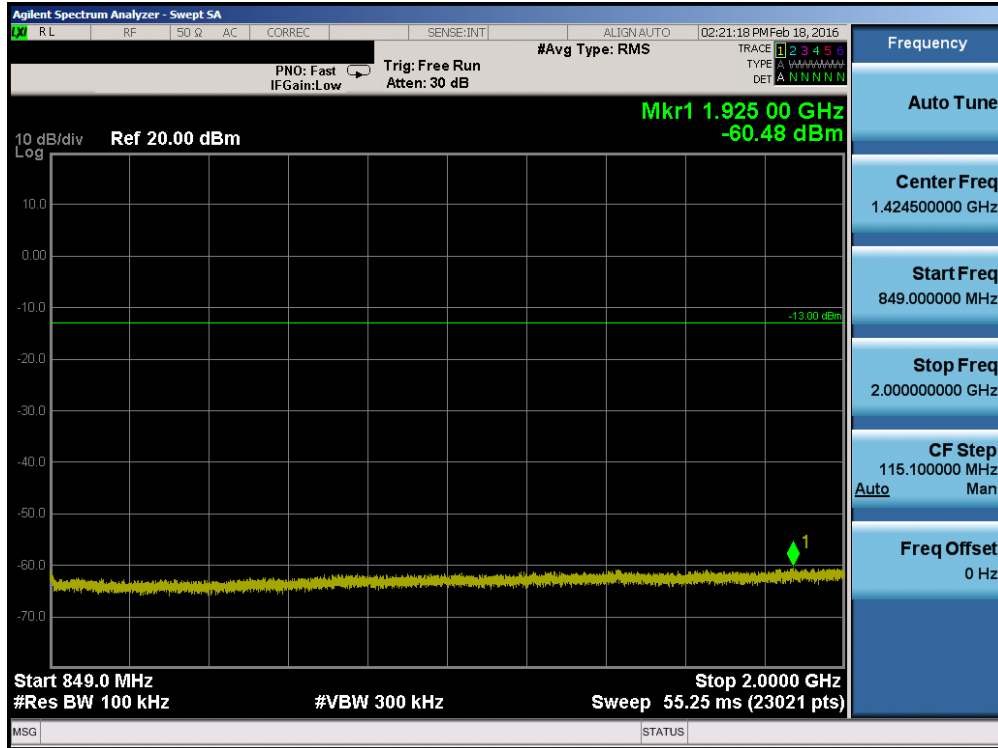 Agilent Spectrum Analyzer - Swept SA
LXI RL RF 50 Ω AC CORREC SENSE:INT ALIGNAUTO 02:21:18 PM Feb 18, 2016
#Avg Type: RMS
TRACE 1 2 3 4 5 6
PNO: Fast Trig: Free Run
TYPE A WWWWW
IFGain:Low Atten: 30 dB
DET A N N N N N
Mkr1 1.925 00 GHz
-60.48 dBm
10 dB/div Ref 20.00 dBm
Log
10.0
0.00
-10.0
-13.00 dBm
-20.0
-30.0
-40.0
-50.0
1
-60.0
-70.0
Start 849.0 MHz Stop 2.0000 GHz
#Res BW 100 kHz #VBW 300 kHz Sweep 55.25 ms (23021 pts)
MSG STATUS
Frequency
Auto Tune
Center Freq
1.424500000 GHz
Start Freq
849.000000 MHz
Stop Freq
2.000000000 GHz
CF Step
115.100000 MHz
Auto Man
Freq Offset
0 Hz